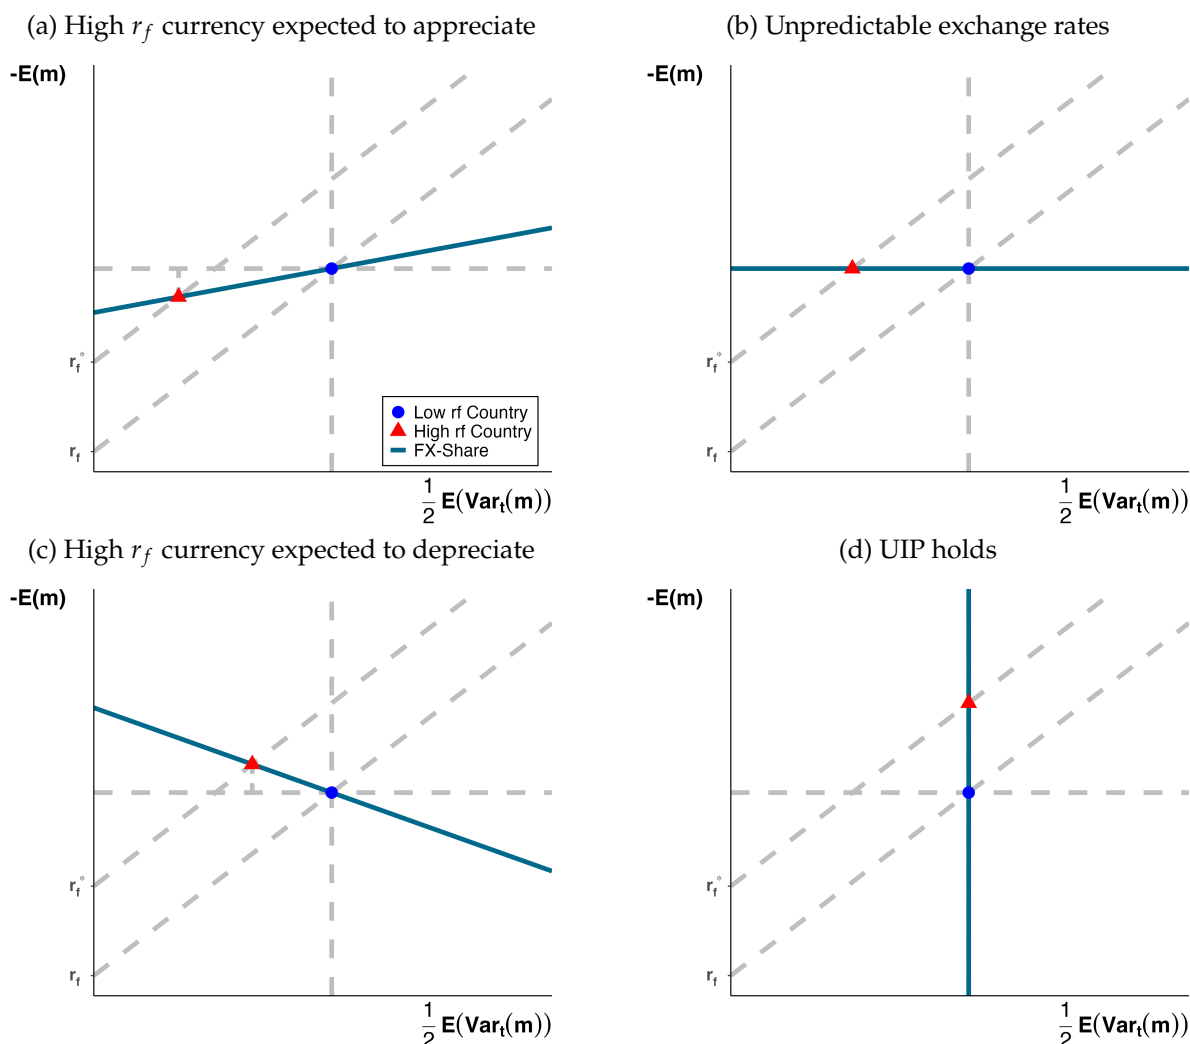 (a) High r_f currency expected to appreciate
-E(m)
r_f^*
r_f
Low rf Country
High rf Country
FX-Share
1/2 E(Var_t(m))
(b) Unpredictable exchange rates
-E(m)
r_f^*
r_f
1/2 E(Var_t(m))
(c) High r_f currency expected to depreciate
-E(m)
r_f^*
r_f
1/2 E(Var_t(m))
(d) UIP holds
-E(m)
r_f^*
r_f
1/2 E(Var_t(m))